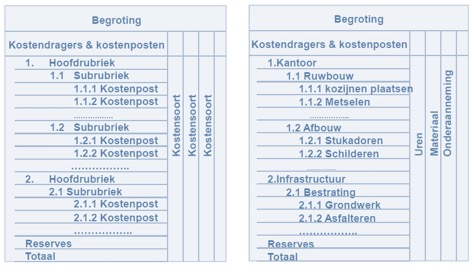 Begroting
Kostendragers & kostenposten
1. Hoofdrubriek
1.1 Subrubriek
1.1.1 Kostenpost
1.1.2 Kostenpost
..................
1.2 Subrubriek
1.2.1 Kostenpost
1.2.2 Kostenpost
..................
2. Hoofdrubriek
2.1 Subrubriek
2.1.1 Kostenpost
2.1.2 Kostenpost
..................
Reserves
Totaal
Kostensoort
Kostensoort
Kostensoort
Begroting
Kostendragers & kostenposten
1.Kantoor
1.1 Ruwbouw
1.1.1 kozijnen plaatsen
1.1.2 Metselen
..................
1.2 Afbouw
1.2.1 Stukadoren
1.2.2 Schilderen
..................
2.Infrastructuur
2.1 Bestrating
2.1.1 Grondwerk
2.1.2 Asfalteren
..................
Reserves
Totaal
Uren
Materiaal
Onderaanneming